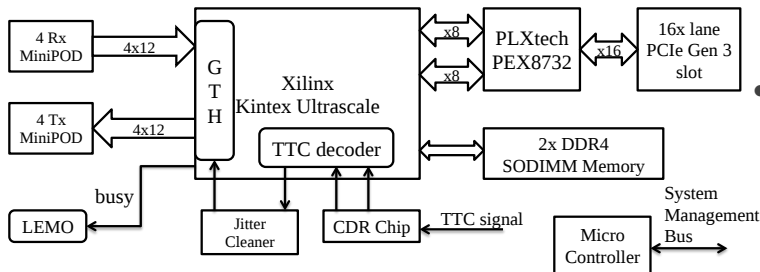 4 Rx
MiniPOD
4x12
G
T
H
Xilinx
Kintex Ultrascale
x8
x8
PLXtech
PEX8732
x16
16x lane
PCIe Gen 3
slot
4 Tx
MiniPOD
4x12
TTC decoder
2x DDR4
SODIMM Memory
busy
LEMO
Jitter
Cleaner
CDR Chip
TTC signal
Micro
Controller
System
Management
Bus